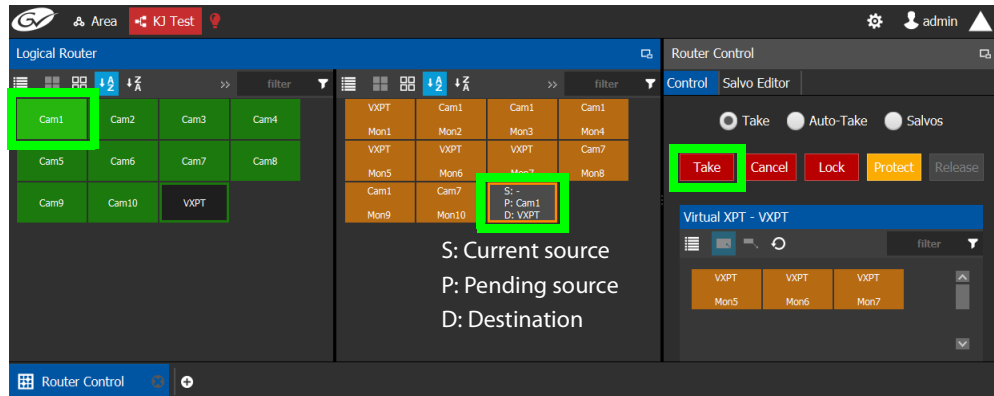 GV Area KJ Test admin
Logical Router
Router Control
filter
filter
Control Salvo Editor
Take Auto-Take Salvos
Take Cancel Lock Protect Release
Cam1 Cam2 Cam3 Cam4
Cam5 Cam6 Cam7 Cam8
Cam9 Cam10 VXPT
VXPT Cam1 Cam1 Cam1
Mon1 Mon2 Mon3 Mon4
VXPT VXPT VXPT Cam7
Mon5 Mon6 Mon7 Mon8
Cam1 Cam7 S: -
P: Cam1
Mon9 Mon10 D: VXPT
S: Current source
P: Pending source
D: Destination
Virtual XPT - VXPT
filter
VXPT VXPT VXPT
Mon5 Mon6 Mon7
Router Control